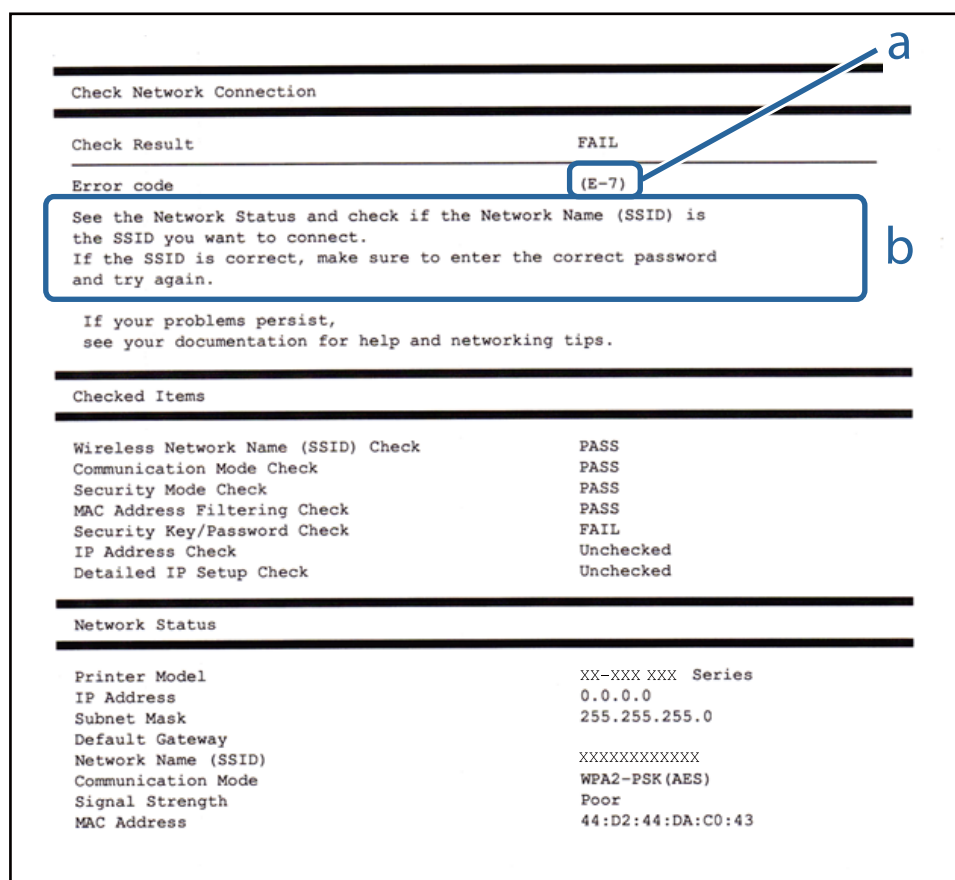 a
Check Network Connection
Check Result FAIL
Error code (E-7)
See the Network Status and check if the Network Name (SSID) is
the SSID you want to connect.
If the SSID is correct, make sure to enter the correct password
and try again.
b
If your problems persist,
see your documentation for help and networking tips.
Checked Items
Wireless Network Name (SSID) Check PASS
Communication Mode Check PASS
Security Mode Check PASS
MAC Address Filtering Check PASS
Security Key/Password Check FAIL
IP Address Check Unchecked
Detailed IP Setup Check Unchecked
Network Status
Printer Model XX-XXX XXX Series
IP Address 0.0.0.0
Subnet Mask 255.255.255.0
Default Gateway
Network Name (SSID) XXXXXXXXXXXX
Communication Mode WPA2-PSK(AES)
Signal Strength Poor
MAC Address 44:D2:44:DA:C0:43